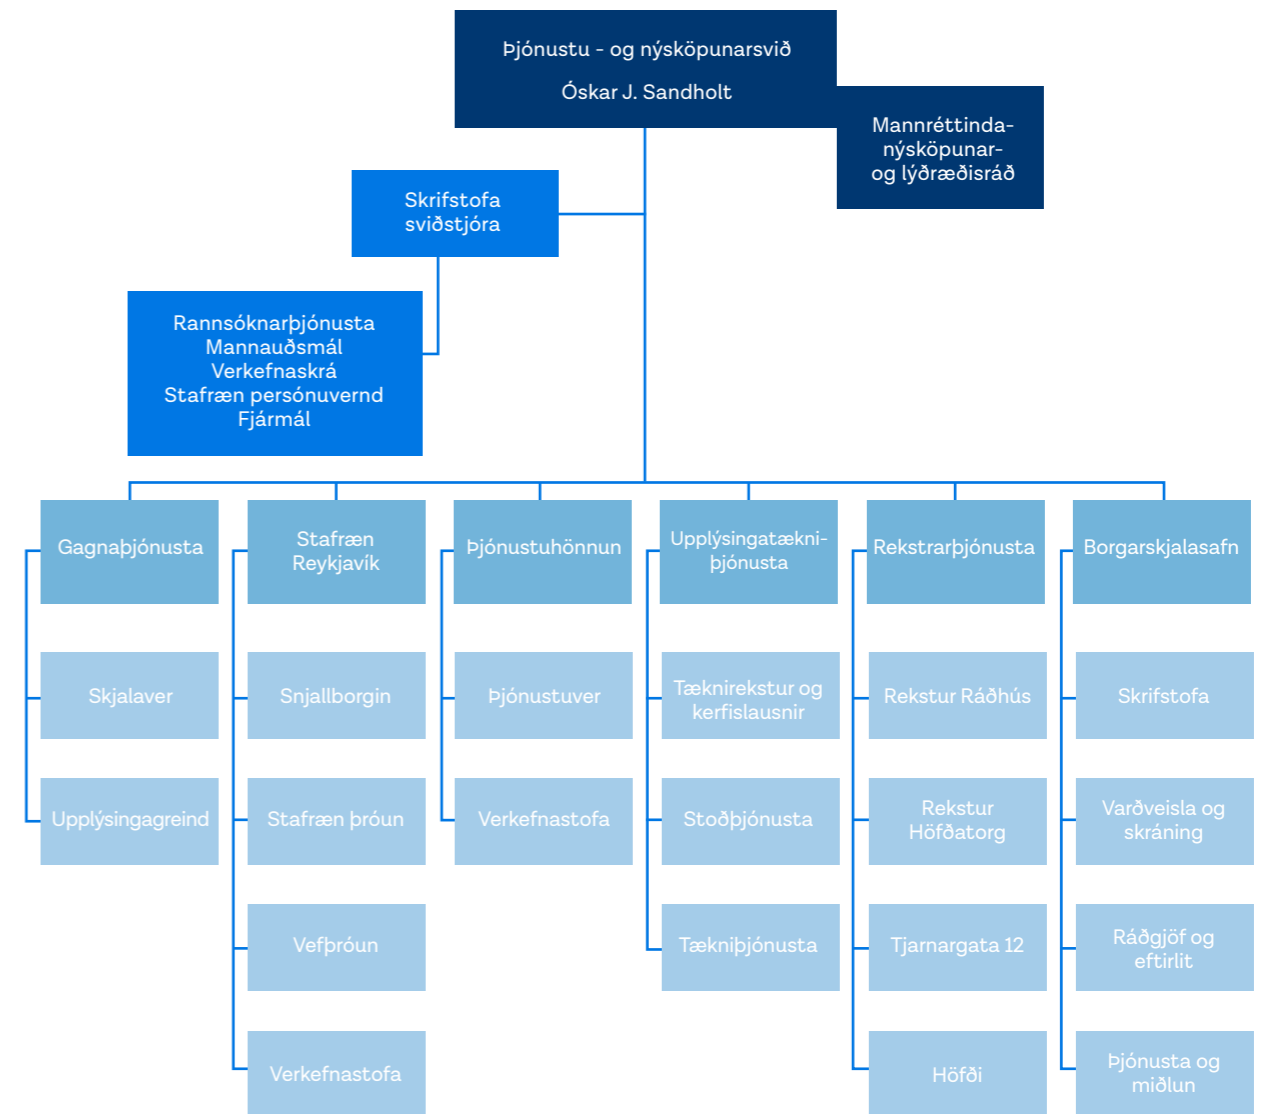 Þjónustu - og nýsköpunarsvið
Óskar J. Sandholt
Mannréttinda-
nýsköpunar-
og lýðræðisráð
Skrifstofa
sviðstjóra
Rannsóknarþjónusta
Mannauðsmál
Verkefnaskrá
Stafræn persónuvernd
Fjármál
Gagnaþjónusta
Stafræn
Reykjavík
Þjónustuhönnun
Upplýsingatækni-
þjónusta
Rekstrarþjónusta
Borgarskjalasafn
Skjalaver
Snjallborgin
Þjónustuver
Tæknirekstur og
kerfislausnir
Rekstur Ráðhús
Skrifstofa
Upplýsingagreind
Stafræn þróun
Verkefnastofa
Stoðþjónusta
Rekstur
Höfðatorg
Varðveisla og
skráning
Vefþróun
Tækniþjónusta
Tjarnargata 12
Ráðgjöf og
eftirlit
Verkefnastofa
Höfði
Þjónusta og
miðlun